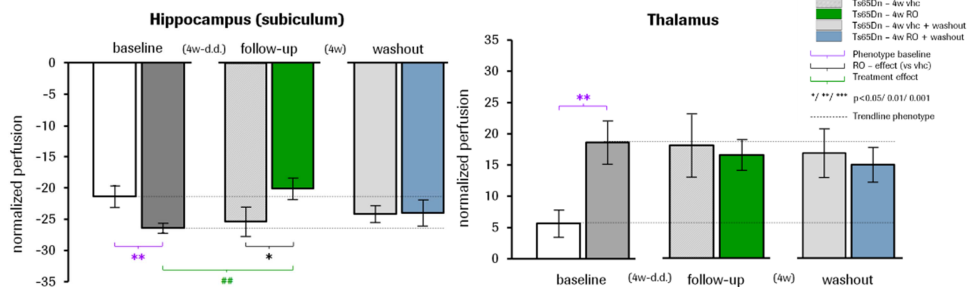 Hippocampus (subiculum)
baseline (4w-d.d.) follow-up (4w) washout
0
-5
-10
-15
-20
-25
-30
-35
normalized perfusion
**
*
##
Thalamus
35
30
25
20
15
10
5
0
normalized perfusion
**
baseline (4w-d.d.) follow-up (4w) washout
Ts65Dn – 4w vhc
Ts65Dn – 4w RO
Ts65Dn – 4w vhc + washout
Ts65Dn – 4w RO + washout
Phenotype baseline
RO – effect (vs vhc)
Treatment effect
*/ **/ *** p<0.05/ 0.01/ 0.001
Trendline phenotype